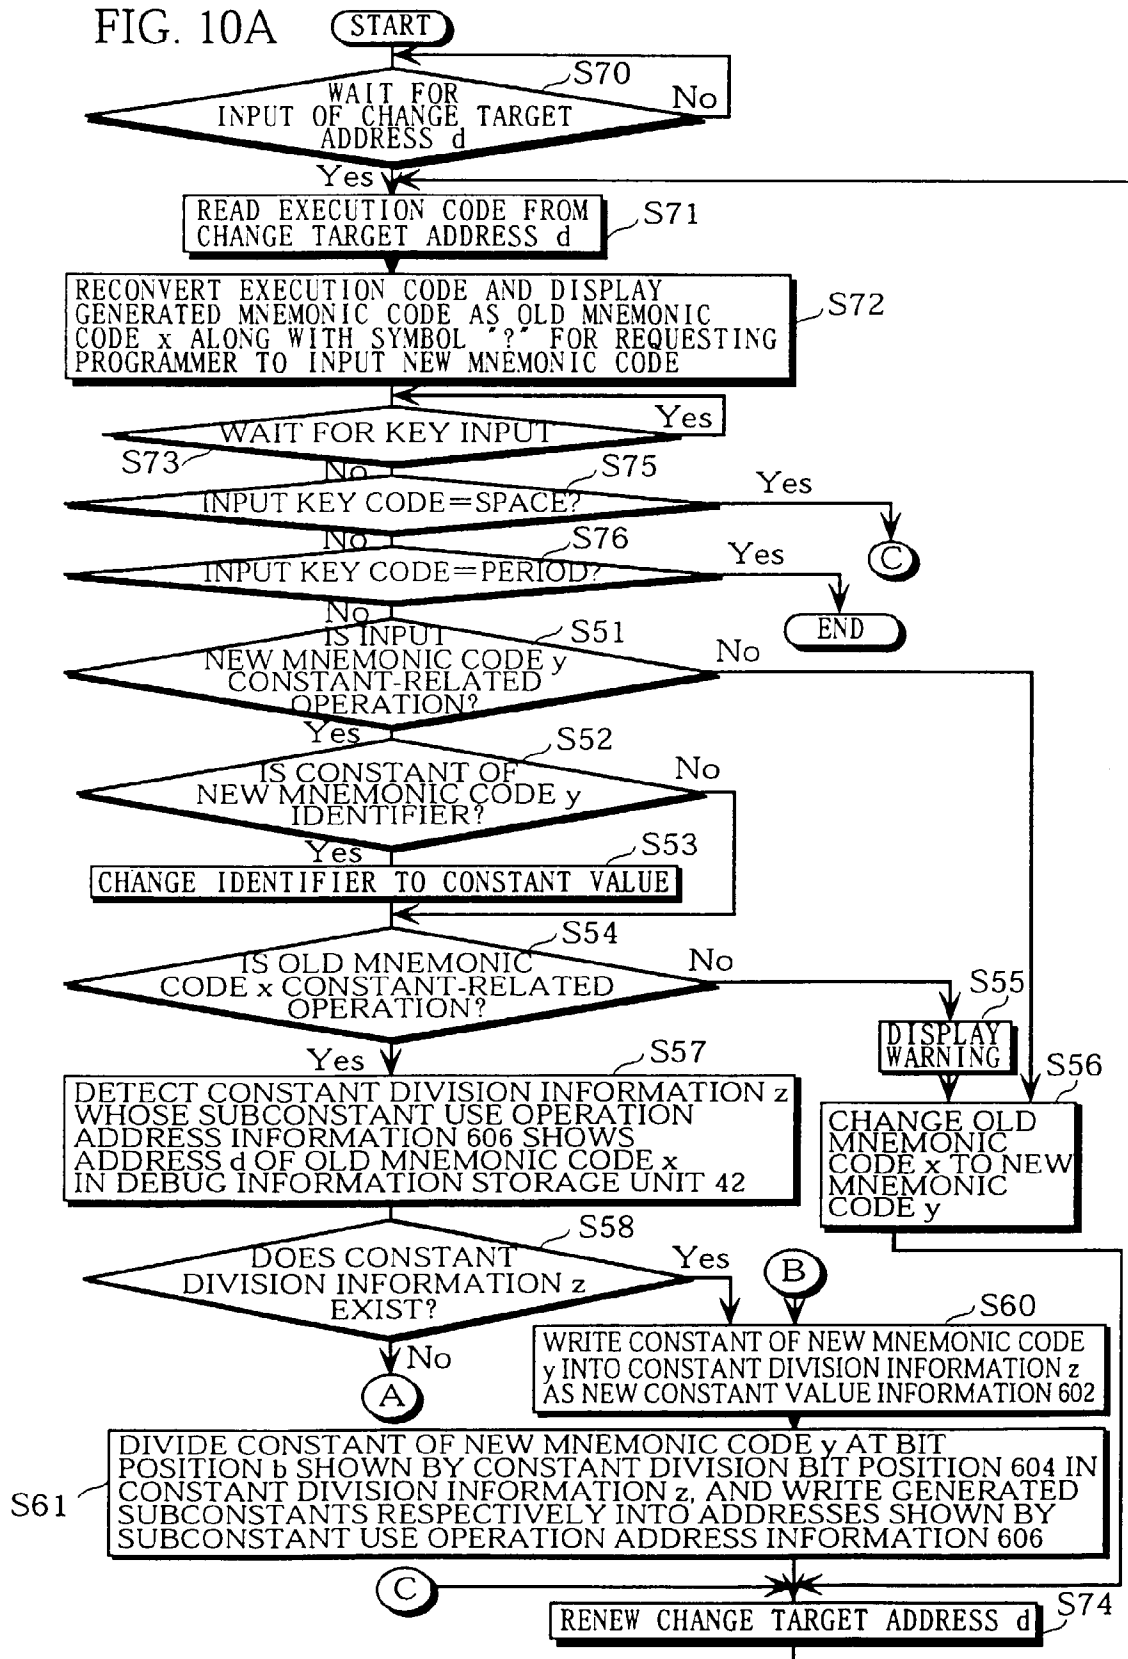 FIG. 10A
START
S70
WAIT FOR
INPUT OF CHANGE TARGET
ADDRESS d
No
Yes
READ EXECUTION CODE FROM
CHANGE TARGET ADDRESS d
S71
RECONVERT EXECUTION CODE AND DISPLAY
GENERATED MNEMONIC CODE AS OLD MNEMONIC
CODE x ALONG WITH SYMBOL "?" FOR REQUESTING
PROGRAMMER TO INPUT NEW MNEMONIC CODE
S72
WAIT FOR KEY INPUT
Yes
S73
No
S75
INPUT KEY CODE=SPACE?
Yes
C
No
S76
INPUT KEY CODE=PERIOD?
Yes
END
No
S51
IS INPUT
NEW MNEMONIC CODE y
CONSTANT-RELATED
OPERATION?
No
Yes
S52
IS CONSTANT OF
NEW MNEMONIC CODE y
IDENTIFIER?
No
Yes
S53
CHANGE IDENTIFIER TO CONSTANT VALUE
S54
IS OLD MNEMONIC
CODE x CONSTANT-RELATED
OPERATION?
No
S55
DISPLAY
WARNING
Yes
S57
DETECT CONSTANT DIVISION INFORMATION z
WHOSE SUBCONSTANT USE OPERATION
ADDRESS INFORMATION 606 SHOWS
ADDRESS d OF OLD MNEMONIC CODE x
IN DEBUG INFORMATION STORAGE UNIT 42
S56
CHANGE OLD
MNEMONIC
CODE x TO NEW
MNEMONIC
CODE y
S58
DOES CONSTANT
DIVISION INFORMATION z
EXIST?
Yes
No
A
B
S60
WRITE CONSTANT OF NEW MNEMONIC CODE
y INTO CONSTANT DIVISION INFORMATION z
AS NEW CONSTANT VALUE INFORMATION 602
S61
DIVIDE CONSTANT OF NEW MNEMONIC CODE y AT BIT
POSITION b SHOWN BY CONSTANT DIVISION BIT POSITION 604 IN
CONSTANT DIVISION INFORMATION z, AND WRITE GENERATED
SUBCONSTANTS RESPECTIVELY INTO ADDRESSES SHOWN BY
SUBCONSTANT USE OPERATION ADDRESS INFORMATION 606
C
S74
RENEW CHANGE TARGET ADDRESS d